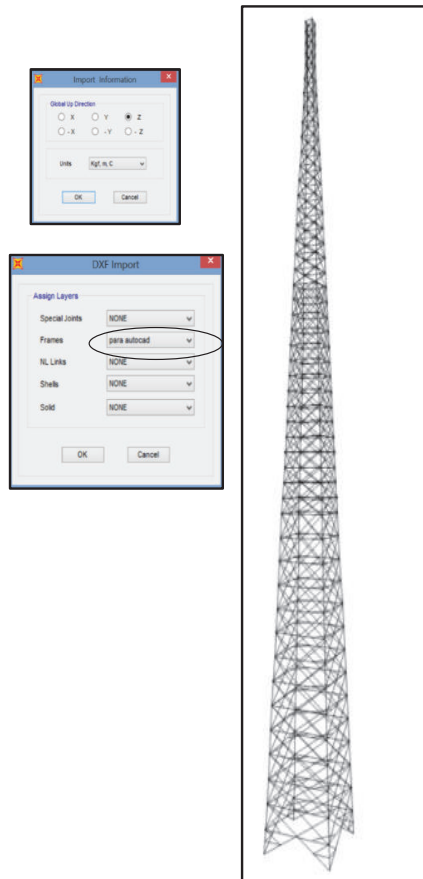 Import Information
Global Up Direction
X Y Z
- X - Y - Z
Units Kgf, m, C
OK Cancel
DXF Import
Assign Layers
Special Joints NONE
Frames para autocad
NL Links NONE
Shells NONE
Solid NONE
OK Cancel